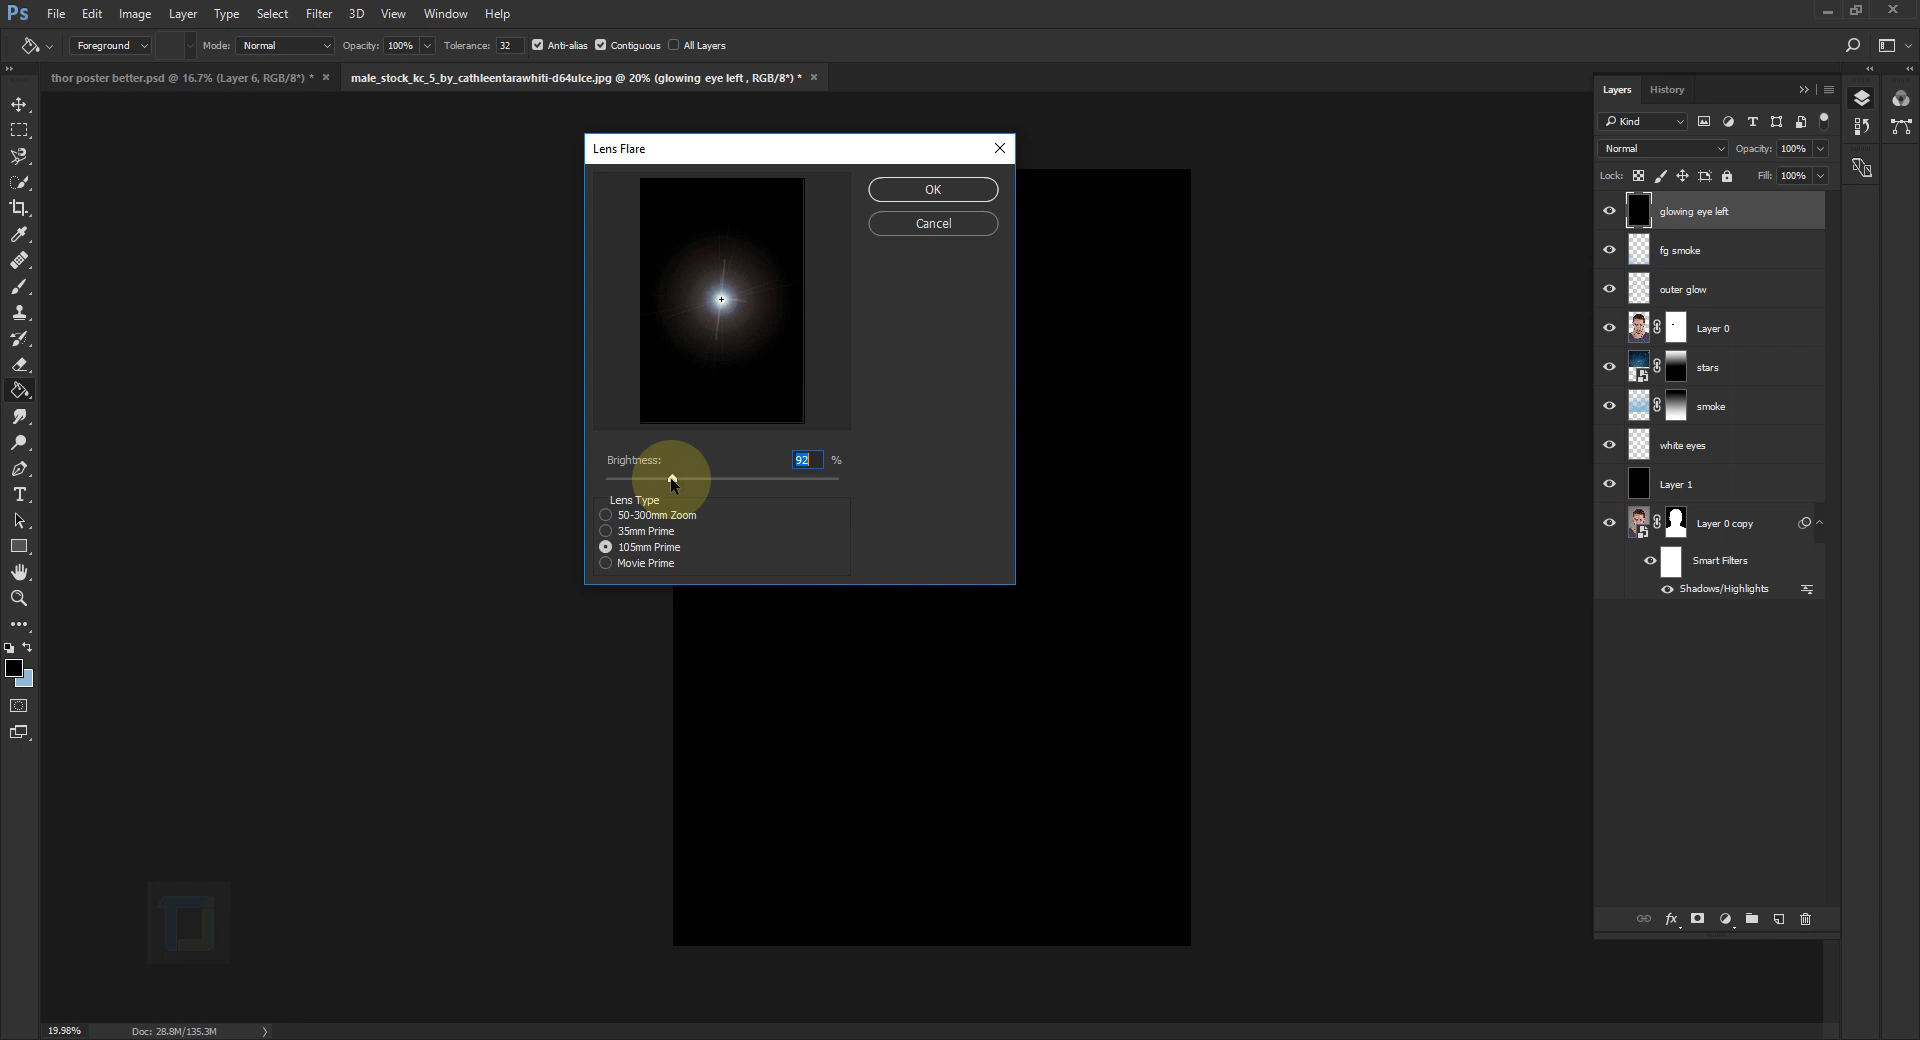 Ps File Edit Image Layer Type Select Filter 3D View Window Help
Foreground Mode: Normal Opacity: 100% Tolerance: 32 Anti-alias Contiguous All Layers
thor poster better.psd @ 16.7% (Layer 6, RGB/8*) * × male_stock_kc_5_by_cathleentarawhiti-d64ulce.jpg @ 20% (glowing eye left , RGB/8*) * ×
Layers History
Kind
Normal Opacity: 100%
Lock: Fill: 100%
glowing eye left
fg smoke
outer glow
Layer 0
stars
smoke
white eyes
Layer 1
Layer 0 copy
Smart Filters
Shadows/Highlights
fx
Lens Flare
OK
Cancel
Brightness: 92 %
Lens Type
50-300mm Zoom
35mm Prime
105mm Prime
Movie Prime
19.98% Doc: 28.8M/135.3M